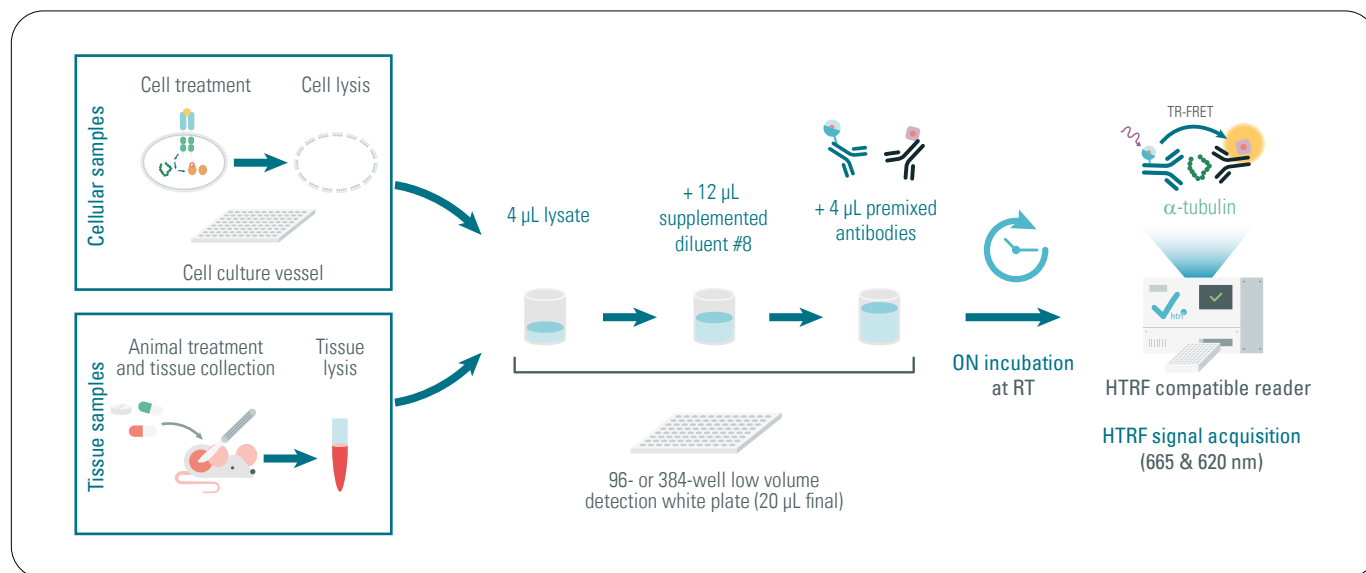 Cellular samples
Cell treatment
Cell lysis
Cell culture vessel
Tissue samples
Animal treatment
and tissue collection
Tissue
lysis
4 µL lysate
+ 12 µL
supplemented
diluent #8
+ 4 µL premixed
antibodies
96- or 384-well low volume
detection white plate (20 µL final)
ON incubation
at RT
TR-FRET
α-tubulin
htrf
HTRF compatible reader
HTRF signal acquisition
(665 & 620 nm)